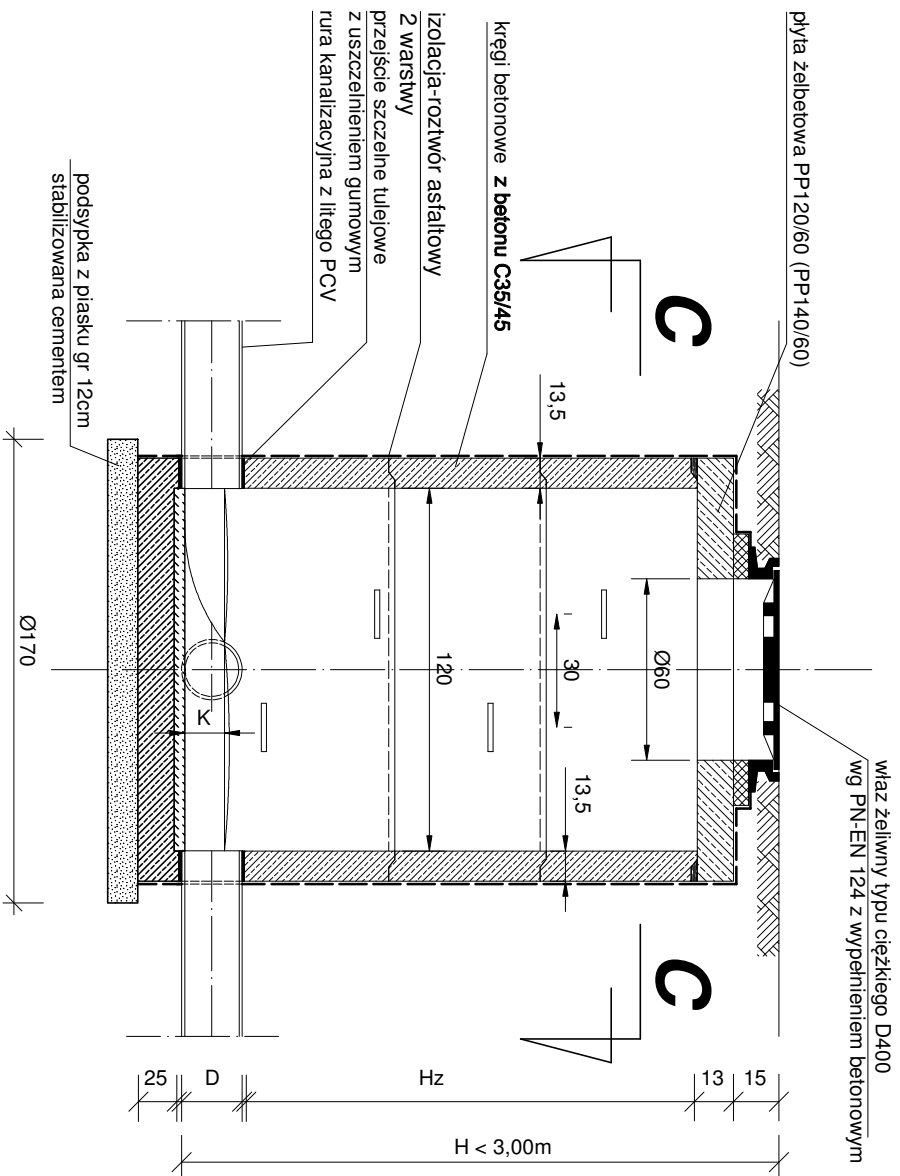 płyta żelbetowa PP120/60 (PP140/60)
kręgi betonowe z betonu C35/45
izolacja-roztwór asfaltowy
2 warstwy
przejście szczelne tulejowe
z uszczelnieniem gumowym
rura kanalizacyjna z litego PCV
podsypka z piasku gr 12cm
stabilizowana cementem
właz żeliwny typu ciężkiego D400
wg PN-EN 124 z wypełnieniem betonowym
C
C
13,5
120
30
Ø60
13,5
K
Ø170
25
D
Hz
13
15
H < 3,00m